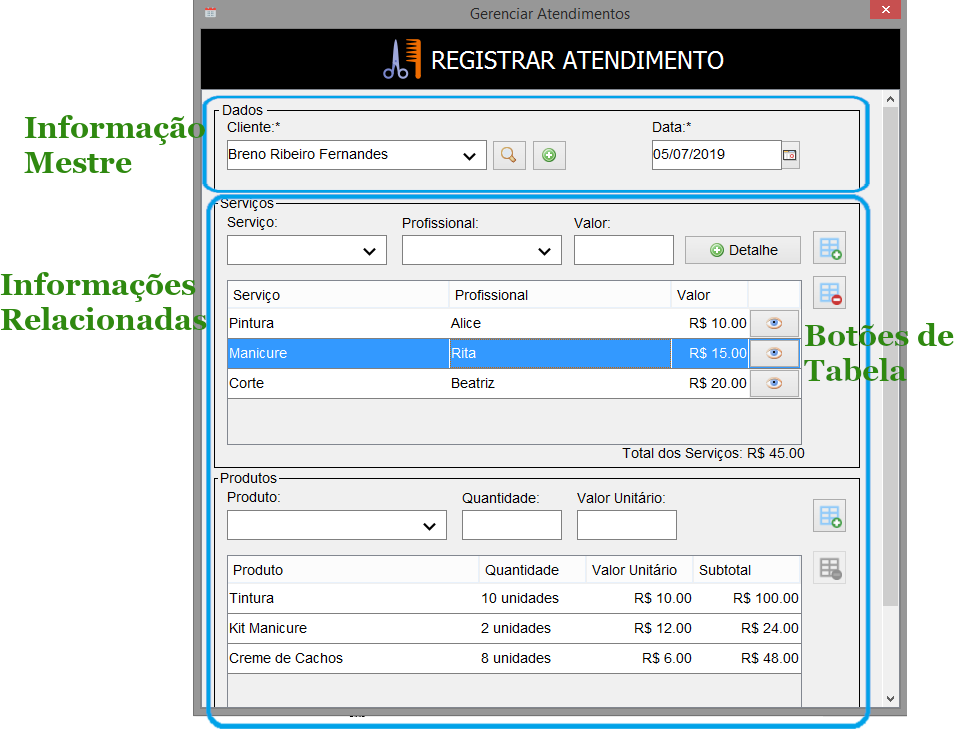 Gerenciar Atendimentos
REGISTRAR ATENDIMENTO
Informação
Mestre
Dados
Cliente:* Data:*
Breno Ribeiro Fernandes 05/07/2019
Informações
Relacionadas
Serviços
Serviço: Profissional: Valor:
Detalhe
Serviço Profissional Valor
Pintura Alice R$ 10.00
Manicure Rita R$ 15.00
Corte Beatriz R$ 20.00
Botões de
Tabela
Total dos Serviços: R$ 45.00
Produtos
Produto: Quantidade: Valor Unitário:
Produto Quantidade Valor Unitário Subtotal
Tintura 10 unidades R$ 10.00 R$ 100.00
Kit Manicure 2 unidades R$ 12.00 R$ 24.00
Creme de Cachos 8 unidades R$ 6.00 R$ 48.00